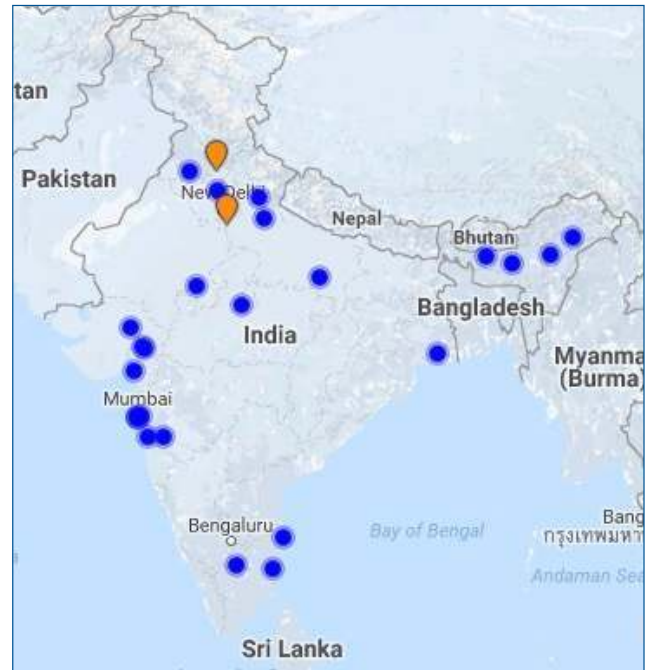 tan
Pakistan
New Delhi
Nepal
Bhutan
Bangladesh
India
Myanma
(Burma)
Mumbai
Bengaluru
Bay of Bengal
Bang
กรุงเทพมหา
Andaman Sea
Sri Lanka